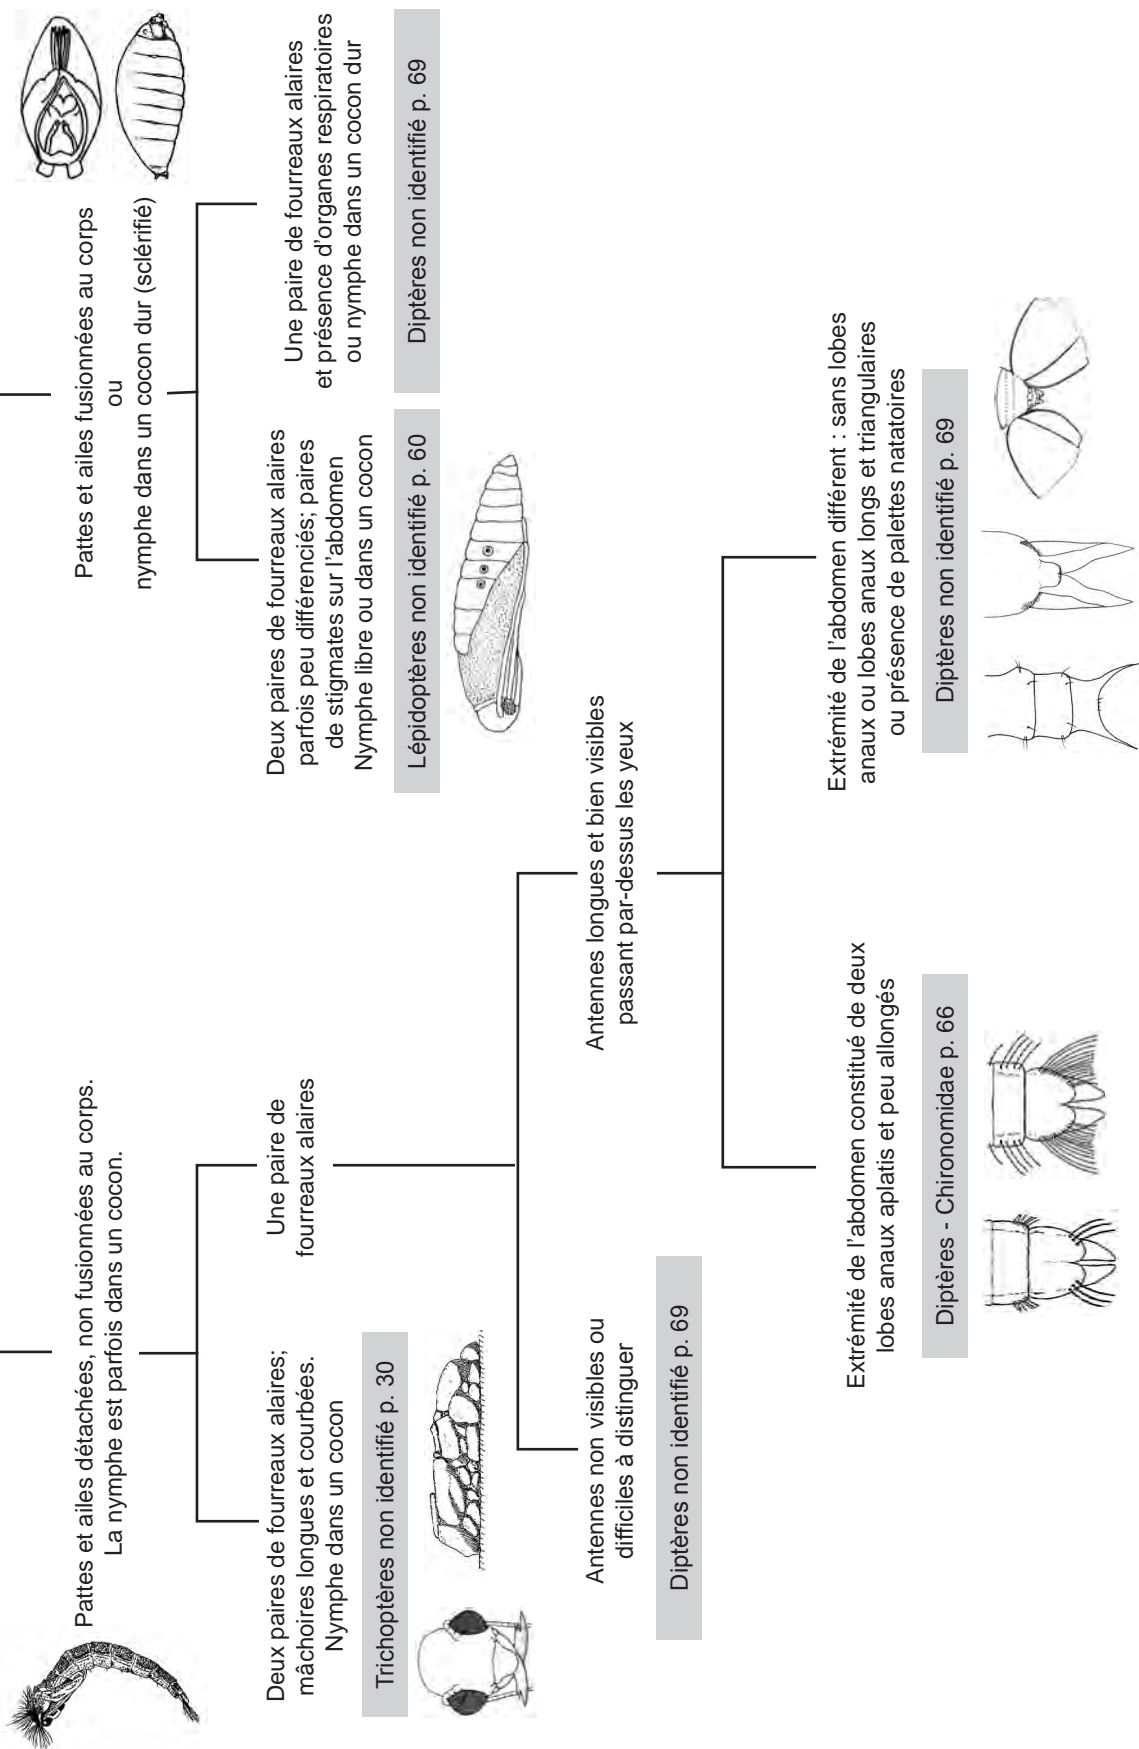 Pattes et ailes détachées, non fusionnées au corps.
La nymphe est parfois dans un cocon.
Pattes et ailes fusionnées au corps
ou
nymphe dans un cocon dur (sclérifié)
Deux paires de fourreaux alaires;
mâchoires longues et courbées.
Nymphe dans un cocon
Trichoptères non identifié p. 30
Une paire de
fourreaux alaires
Deux paires de fourreaux alaires
parfois peu différenciés; paires
de stigmates sur l'abdomen
Nymphe libre ou dans un cocon
Lépidoptères non identifié p. 60
Une paire de fourreaux alaires
et présence d'organes respiratoires
ou nymphe dans un cocon dur
Diptères non identifié p. 69
Antennes non visibles ou
difficiles à distinguer
Diptères non identifié p. 69
Antennes longues et bien visibles
passant par-dessus les yeux
Extrémité de l'abdomen constitué de deux
lobes anaux aplatis et peu allongés
Diptères - Chironomidae p. 66
Extrémité de l'abdomen différent : sans lobes
anaux ou lobes anaux longs et triangulaires
ou présence de palettes natatoires
Diptères non identifié p. 69